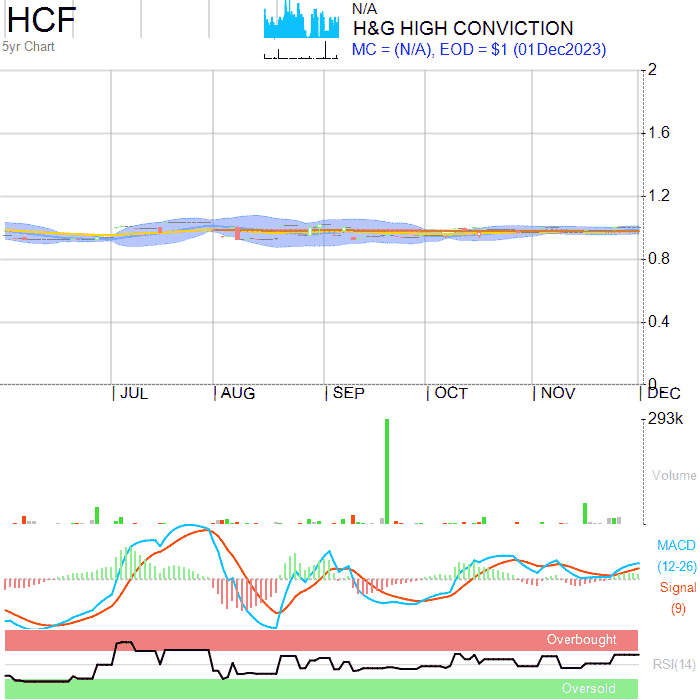 HCF
5yr Chart
N/A
H&G HIGH CONVICTION
MC = (N/A), EOD = $1 (01Dec2023)
2
1.6
1.2
0.8
0.4
0
| JUL | AUG | SEP | OCT | NOV | DEC
293k
Volume
MACD
(12-26)
Signal
(9)
Overbought
RSI(14)
Oversold